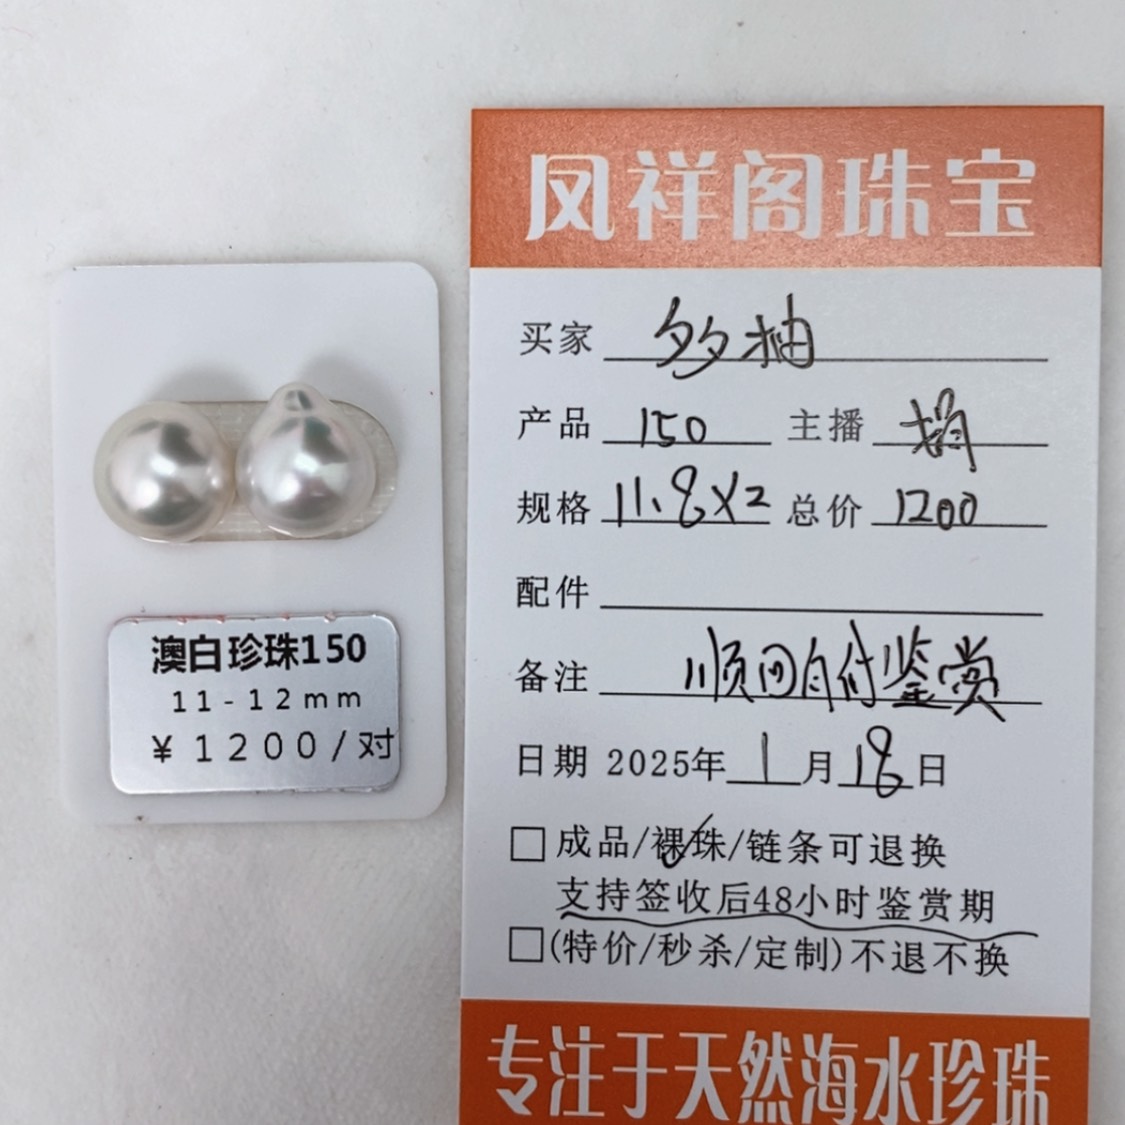 凤祥阁珠宝
买家 多多柚
产品 150 主播 娟
规格 11.8X2 总价 1200
配件
备注 顺回自付鉴赏
日期 2025年1月18日
成品/裸珠/链条可退换
支持签收后48小时鉴赏期
(特价/秒杀/定制)不退不换
专注于天然海水珍珠
澳白珍珠150
11-12mm
¥1200/对